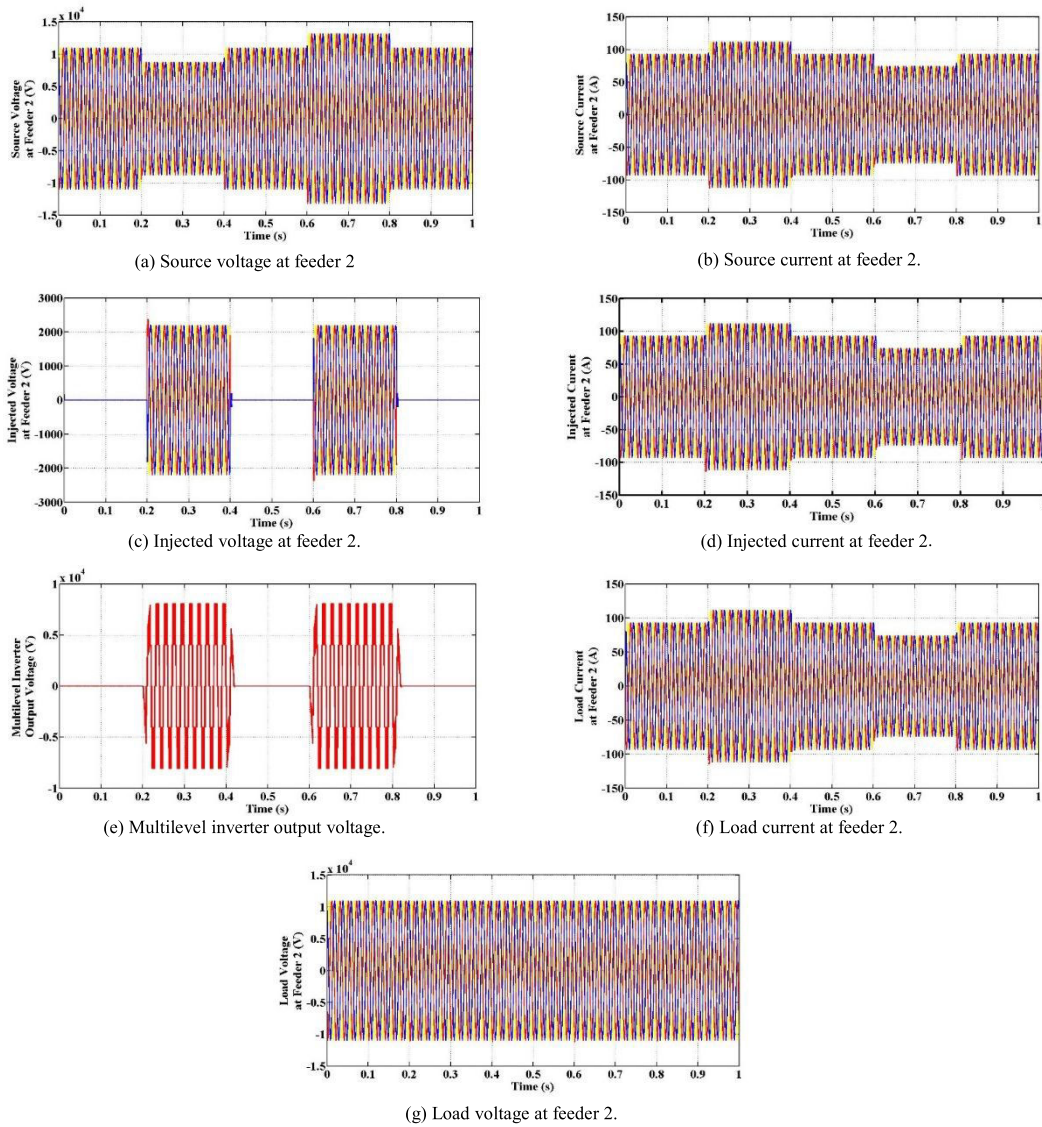 x 10⁴
1.5
1
0.5
0
-0.5
-1
-1.5
0 0.1 0.2 0.3 0.4 0.5 0.6 0.7 0.8 0.9 1
Source Voltage
at Feeder 2 (V)
Time (s)
(a) Source voltage at feeder 2
150
100
50
0
-50
-100
-150
0 0.1 0.2 0.3 0.4 0.5 0.6 0.7 0.8 0.9 1
Source Current
at Feeder 2 (A)
Time (s)
(b) Source current at feeder 2.
3000
2000
1000
0
-1000
-2000
-3000
0 0.1 0.2 0.3 0.4 0.5 0.6 0.7 0.8 0.9 1
Injected Voltage
at Feeder 2 (V)
Time (s)
(c) Injected voltage at feeder 2.
150
100
50
0
-50
-100
-150
0 0.1 0.2 0.3 0.4 0.5 0.6 0.7 0.8 0.9 1
Injected Curent
at Feeder 2 (A)
Time (s)
(d) Injected current at feeder 2.
x 10⁴
1
0.5
0
-0.5
-1
0 0.1 0.2 0.3 0.4 0.5 0.6 0.7 0.8 0.9 1
Multilevel Inverter
Output Voltage (V)
Time (s)
(e) Multilevel inverter output voltage.
150
100
50
0
-50
-100
-150
0 0.1 0.2 0.3 0.4 0.5 0.6 0.7 0.8 0.9 1
Load Current
at Feeder 2 (A)
Time (s)
(f) Load current at feeder 2.
x 10⁴
1.5
1
0.5
0
-0.5
-1
-1.5
0 0.1 0.2 0.3 0.4 0.5 0.6 0.7 0.8 0.9 1
Load Voltage
at Feeder 2 (V)
Time (s)
(g) Load voltage at feeder 2.